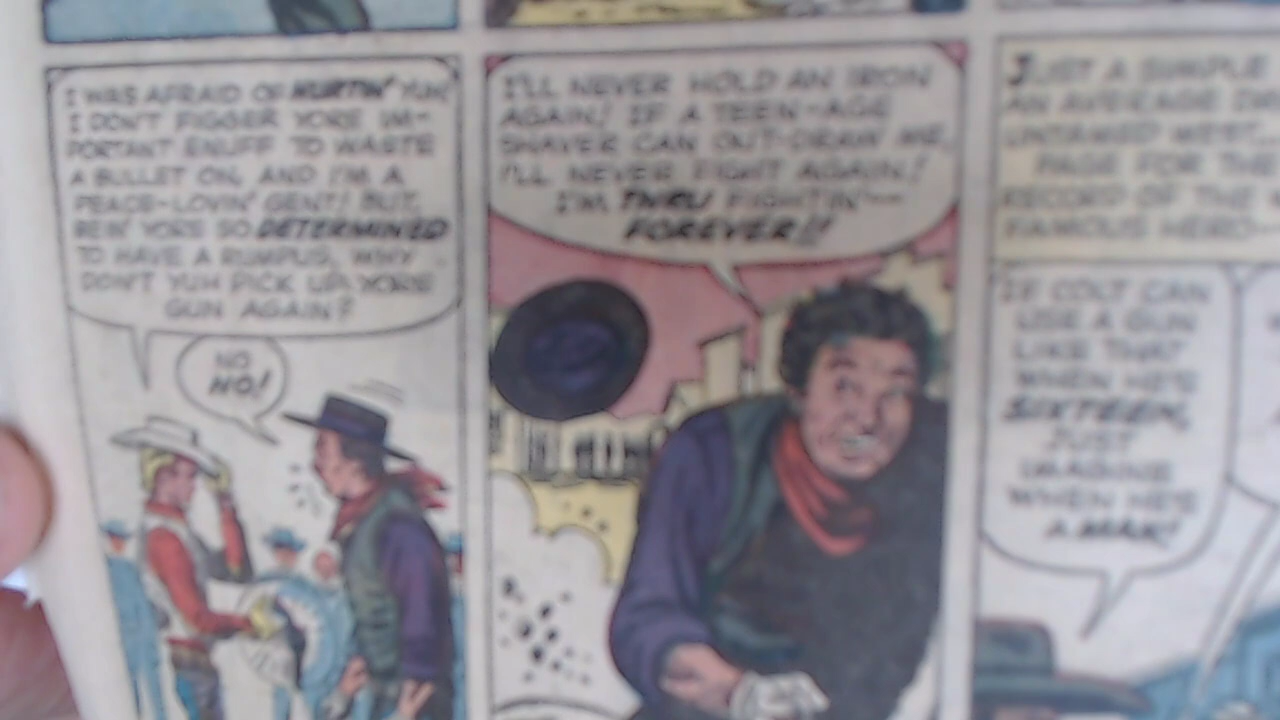 I WAS AFRAID OF HURTIN' YUH!
I DON'T FIGGER YORE IM-
PORTANT ENUFF TO WASTE
A BULLET ON, AND I'M A
PEACE-LOVIN' GENT! BUT,
BEIN' YORE SO DETERMINED
TO HAVE A RUMPUS, WHY
DON'T YUH PICK UP YORE
GUN AGAIN?
NO,
NO!
I'LL NEVER HOLD AN IRON
AGAIN! IF A TEEN-AGE
SHAVER CAN OUT-DRAW ME,
I'LL NEVER FIGHT AGAIN!
I'M THRU FIGHTIN'--
FOREVER!!
JUST A SIMPLE
AN AVERAGE
UNTAMED WEST...
PAGE FOR THE
RECORD OF THE
FAMOUS HERO--
IF COLT CAN
USE A GUN
LIKE THAT
WHEN HE'S
SIXTEEN,
JUST
IMAGINE
WHEN HE'S
A MAN!